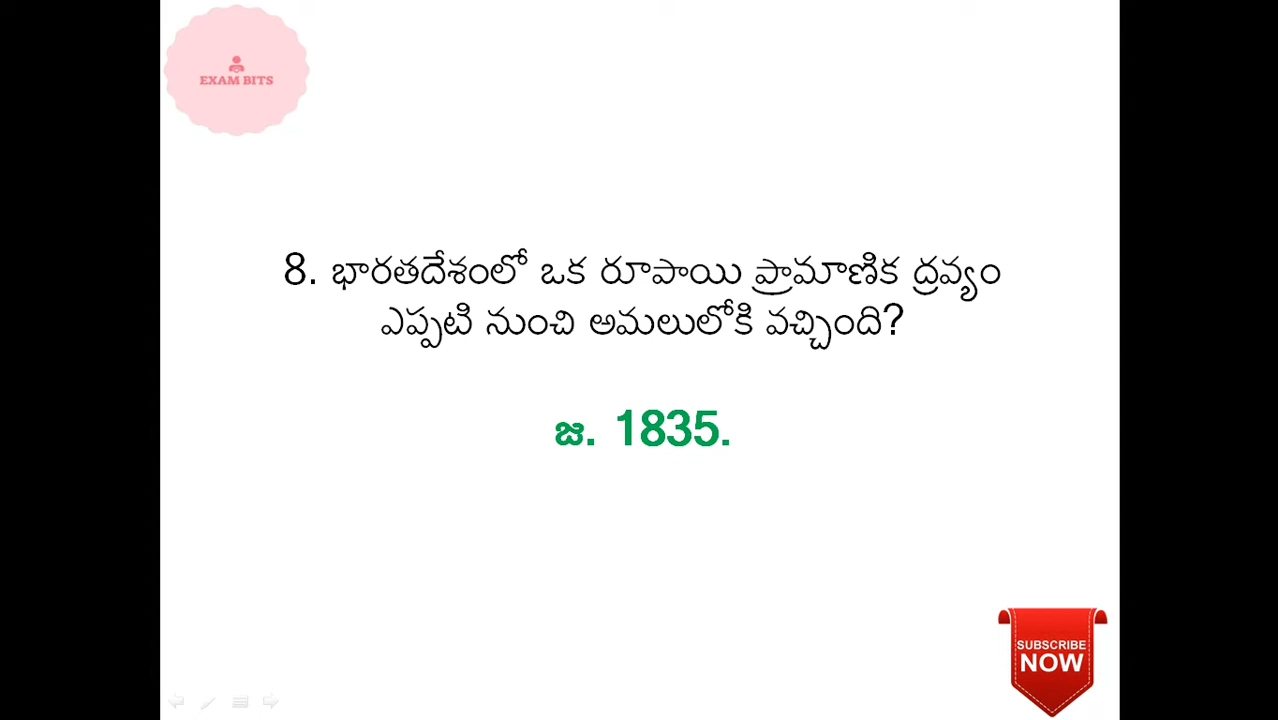 EXAM BITS
8. భారతదేశంలో ఒక రూపాయి ప్రామాణిక ద్రవ్యం
ఎప్పటి నుంచి అమలులోకి వచ్చింది?
జ. 1835.
SUBSCRIBE
NOW